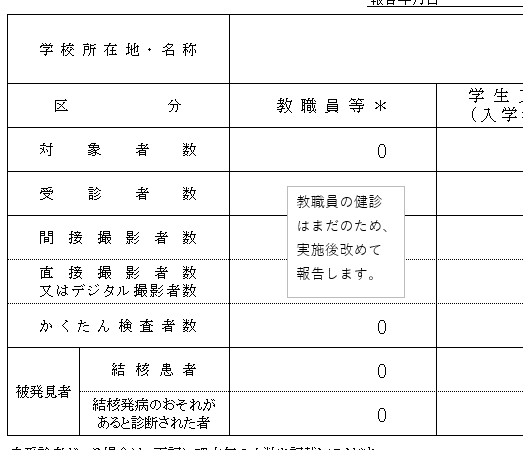 報告年月日
学校所在地・名称
区 分 教職員等＊ 学生
（入学
対象者数 0
受診者数
教職員の健診
はまだのため、
実施後改めて
報告します。
間接撮影者数
直接撮影者数
又はデジタル撮影者数
かくたん検査者数 0
被発見者
結核患者 0
結核発病のおそれが
あると診断された者 0